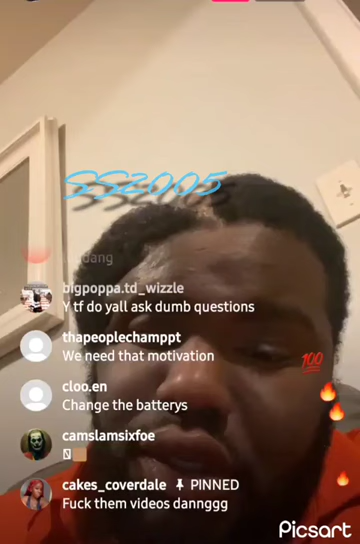 SS2005
bigpoppa.td_wizzle
Y tf do yall ask dumb questions
thapeoplechamppt
We need that motivation
💯
cloo.en
Change the batterys
camslamsixfoe
cakes_coverdale PINNED
Fuck them videos dannggg
Picsart